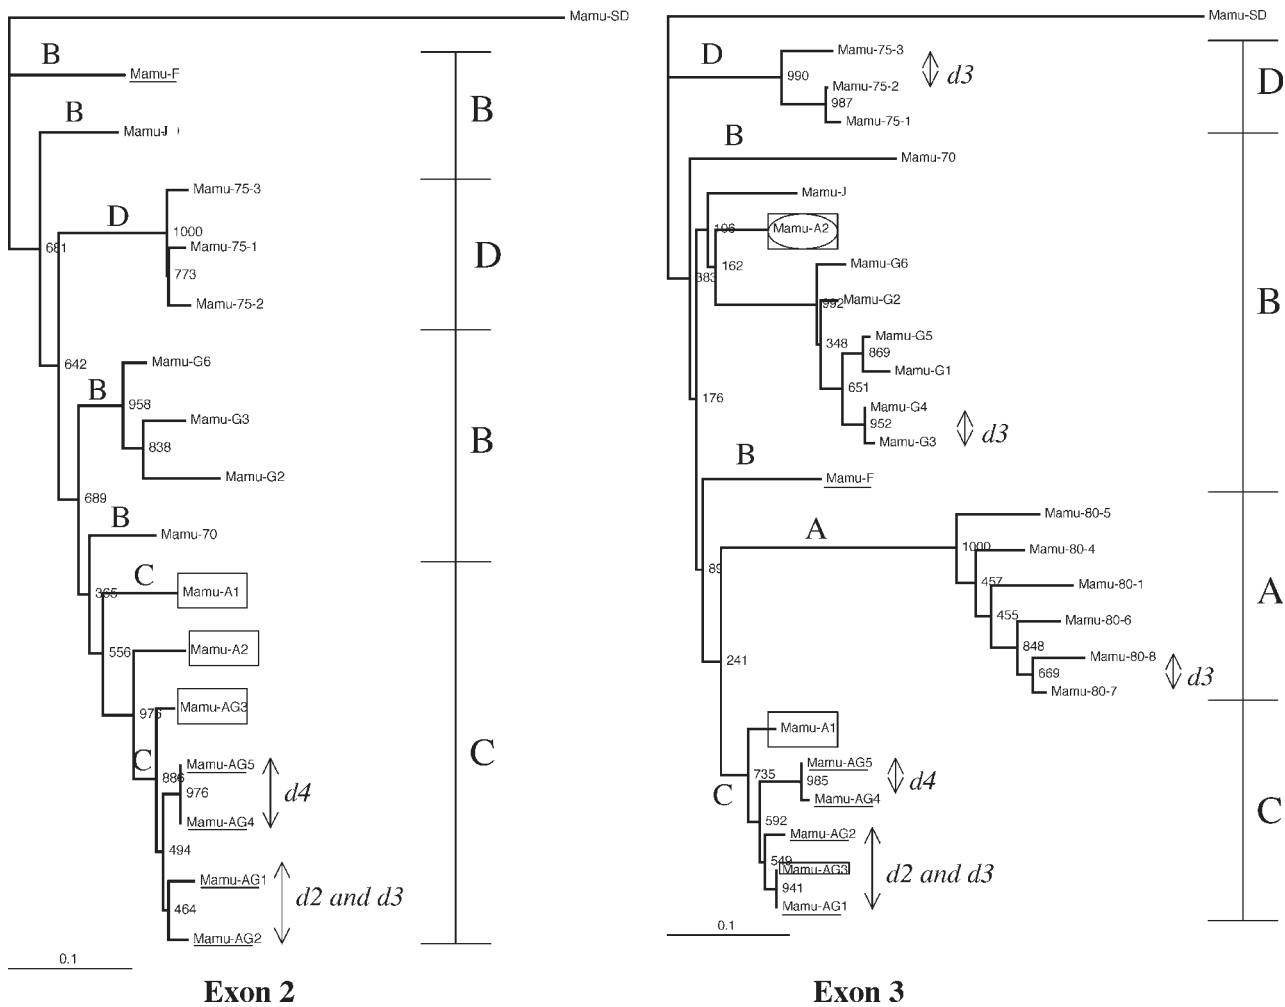 Mamu-SD
B
Mamu-F
B
Mamu-J
B
Mamu-75-3
D
1000
681
Mamu-75-1
D
773
Mamu-75-2
Mamu-G6
642
B
958
Mamu-G3
B
838
Mamu-G2
689
B
Mamu-70
C
365
Mamu-A1
556
Mamu-A2
976
Mamu-AG3
C
C
Mamu-AG5
886
976
d4
Mamu-AG4
494
Mamu-AG1
d2 and d3
464
Mamu-AG2
0.1
Exon 2
Mamu-SD
D
Mamu-75-3
990
d3
D
Mamu-75-2
987
Mamu-75-1
B
Mamu-70
Mamu-J
106
Mamu-A2
162
Mamu-G6
383
992
Mamu-G2
B
Mamu-G5
348
869
Mamu-G1
651
176
Mamu-G4
952
d3
Mamu-G3
B
Mamu-F
A
Mamu-80-5
1000
Mamu-80-4
89
457
Mamu-80-1
A
455
Mamu-80-6
848
Mamu-80-8
241
669
d3
Mamu-80-7
Mamu-A1
Mamu-AG5
735
985
d4
C
Mamu-AG4
C
592
Mamu-AG2
549
Mamu-AG3
d2 and d3
941
Mamu-AG1
0.1
Exon 3